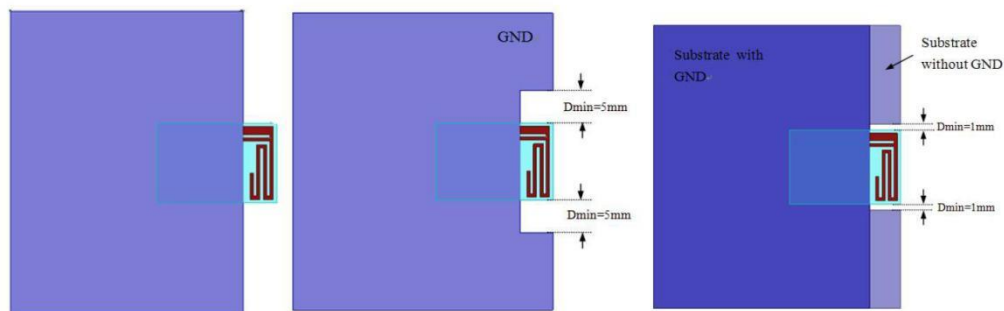 GND
Dmin=5mm
Dmin=5mm
Substrate with
GND
Substrate
without GND
Dmin=1mm
Dmin=1mm